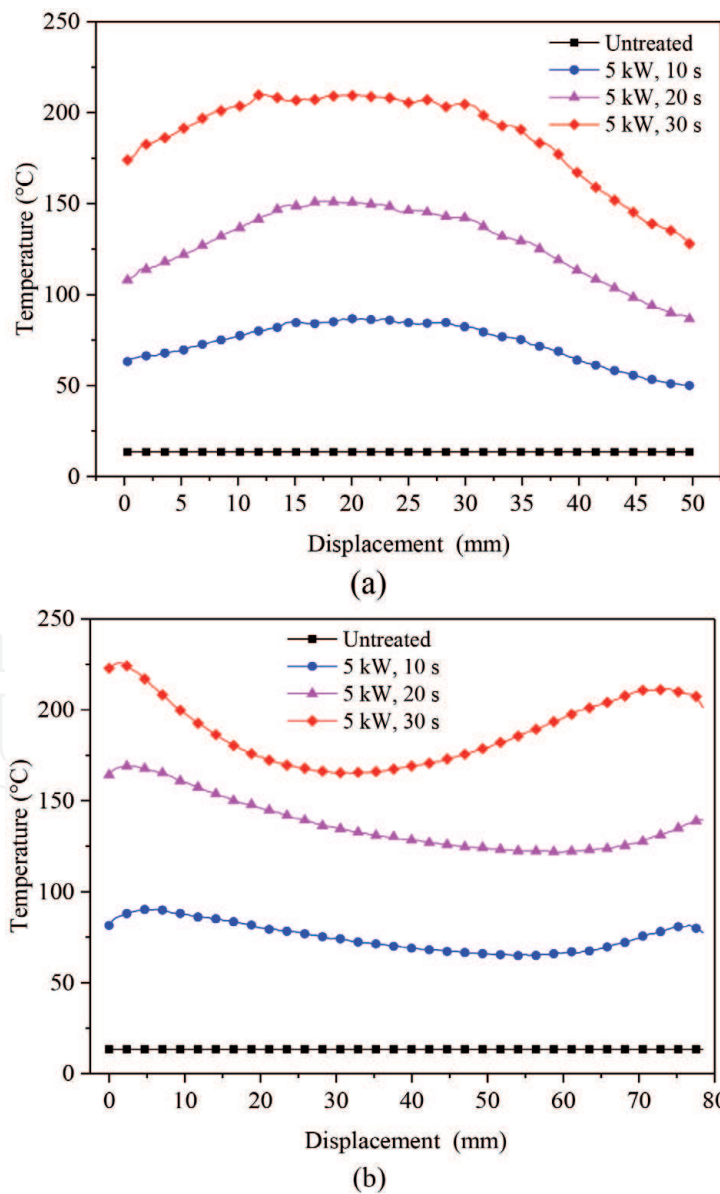 250
200
150
100
50
0
Temperature (°C)
Untreated
5 kW, 10 s
5 kW, 20 s
5 kW, 30 s
0 5 10 15 20 25 30 35 40 45 50
Displacement (mm)
(a)
250
200
150
100
50
0
Temperature (°C)
Untreated
5 kW, 10 s
5 kW, 20 s
5 kW, 30 s
0 10 20 30 40 50 60 70 80
Displacement (mm)
(b)